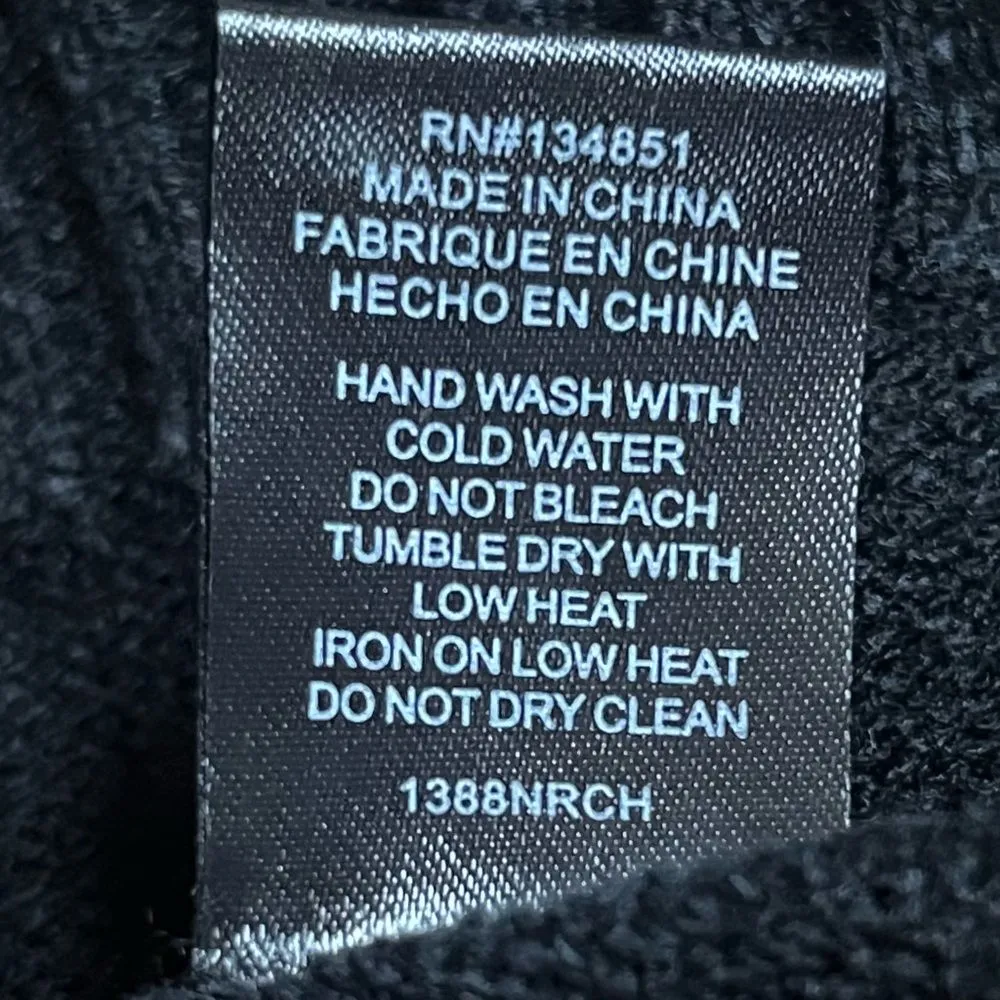 RN#134851
MADE IN CHINA
FABRIQUE EN CHINE
HECHO EN CHINA
HAND WASH WITH
COLD WATER
DO NOT BLEACH
TUMBLE DRY WITH
LOW HEAT
IRON ON LOW HEAT
DO NOT DRY CLEAN
1388NRCH